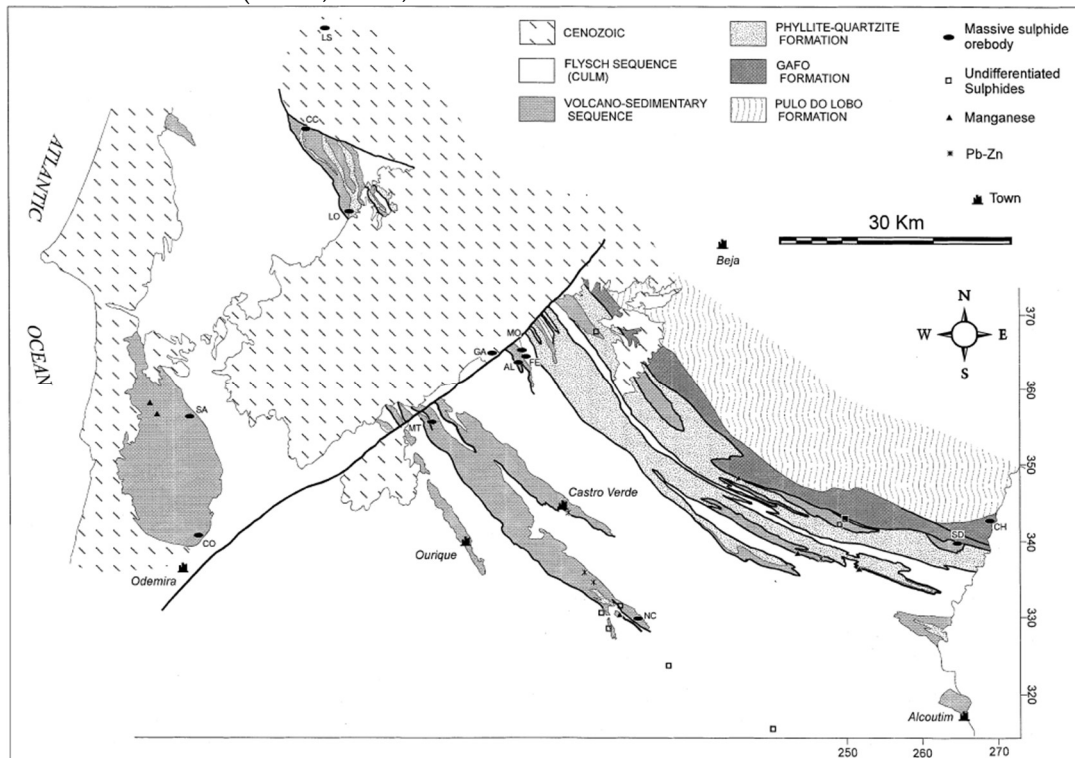 LS
CENOZOIC
FLYSCH SEQUENCE
(CULM)
VOLCANO-SEDIMENTARY
SEQUENCE
PHYLLITE-QUARTZITE
FORMATION
GAFO
FORMATION
PULO DO LOBO
FORMATION
Massive sulphide
orebody
Undifferentiated
Sulphides
Manganese
Pb-Zn
Town
30 Km
CC
LO
ATLANTIC
OCEAN
Beja
N
W
E
S
MO
GA
FE
AL
SA
MT
CO
Castro Verde
Ourique
Odemira
NC
SD
CH
Alcoutim
370
360
350
340
330
320
250
260
270